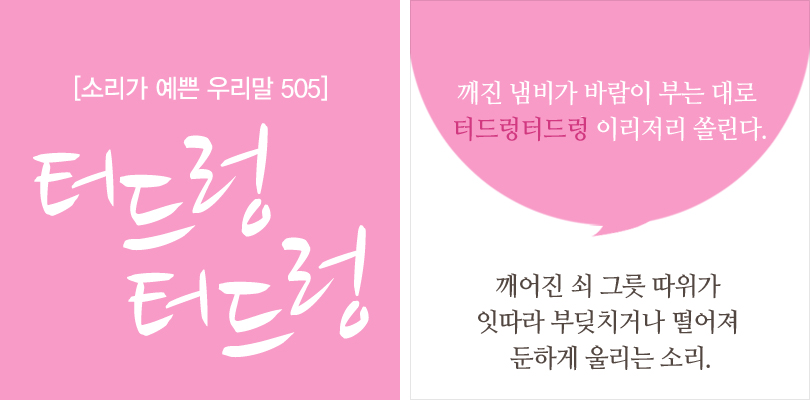 [소리가 예쁜 우리말 505]
터드렁
터드렁
깨진 냄비가 바람이 부는 대로
터드렁터드렁 이리저리 쏠린다.
깨어진 쇠 그릇 따위가
잇따라 부딪치거나 떨어져
둔하게 울리는 소리.